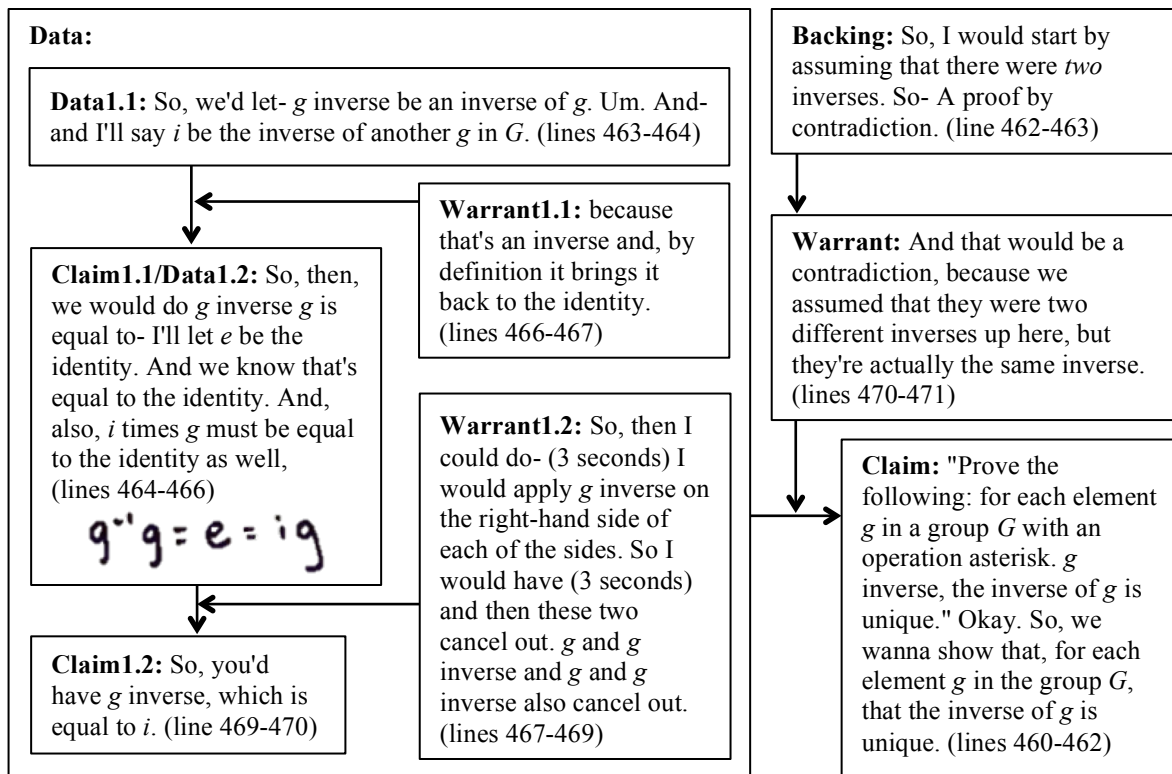 Data:
Data1.1: So, we'd let- g inverse be an inverse of g. Um. And-
and I'll say i be the inverse of another g in G. (lines 463-464)
Warrant1.1: because
that's an inverse and, by
definition it brings it
back to the identity.
(lines 466-467)
Claim1.1/Data1.2: So, then,
we would do g inverse g is
equal to- I'll let e be the
identity. And we know that's
equal to the identity. And,
also, i times g must be equal
to the identity as well,
(lines 464-466)
g⁻¹g = e = ig
Warrant1.2: So, then I
could do- (3 seconds) I
would apply g inverse on
the right-hand side of
each of the sides. So I
would have (3 seconds)
and then these two
cancel out. g and g
inverse and g and g
inverse also cancel out.
(lines 467-469)
Claim1.2: So, you'd
have g inverse, which is
equal to i. (line 469-470)
Backing: So, I would start by
assuming that there were two
inverses. So- A proof by
contradiction. (line 462-463)
Warrant: And that would be a
contradiction, because we
assumed that they were two
different inverses up here, but
they're actually the same inverse.
(lines 470-471)
Claim: "Prove the
following: for each element
g in a group G with an
operation asterisk. g
inverse, the inverse of g is
unique." Okay. So, we
wanna show that, for each
element g in the group G,
that the inverse of g is
unique. (lines 460-462)